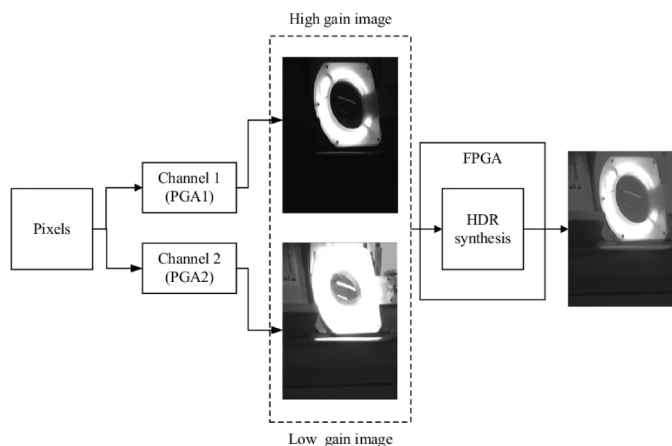 High gain image
Channel 1
(PGA1)
Pixels
Channel 2
(PGA2)
FPGA
HDR
synthesis
Low gain image